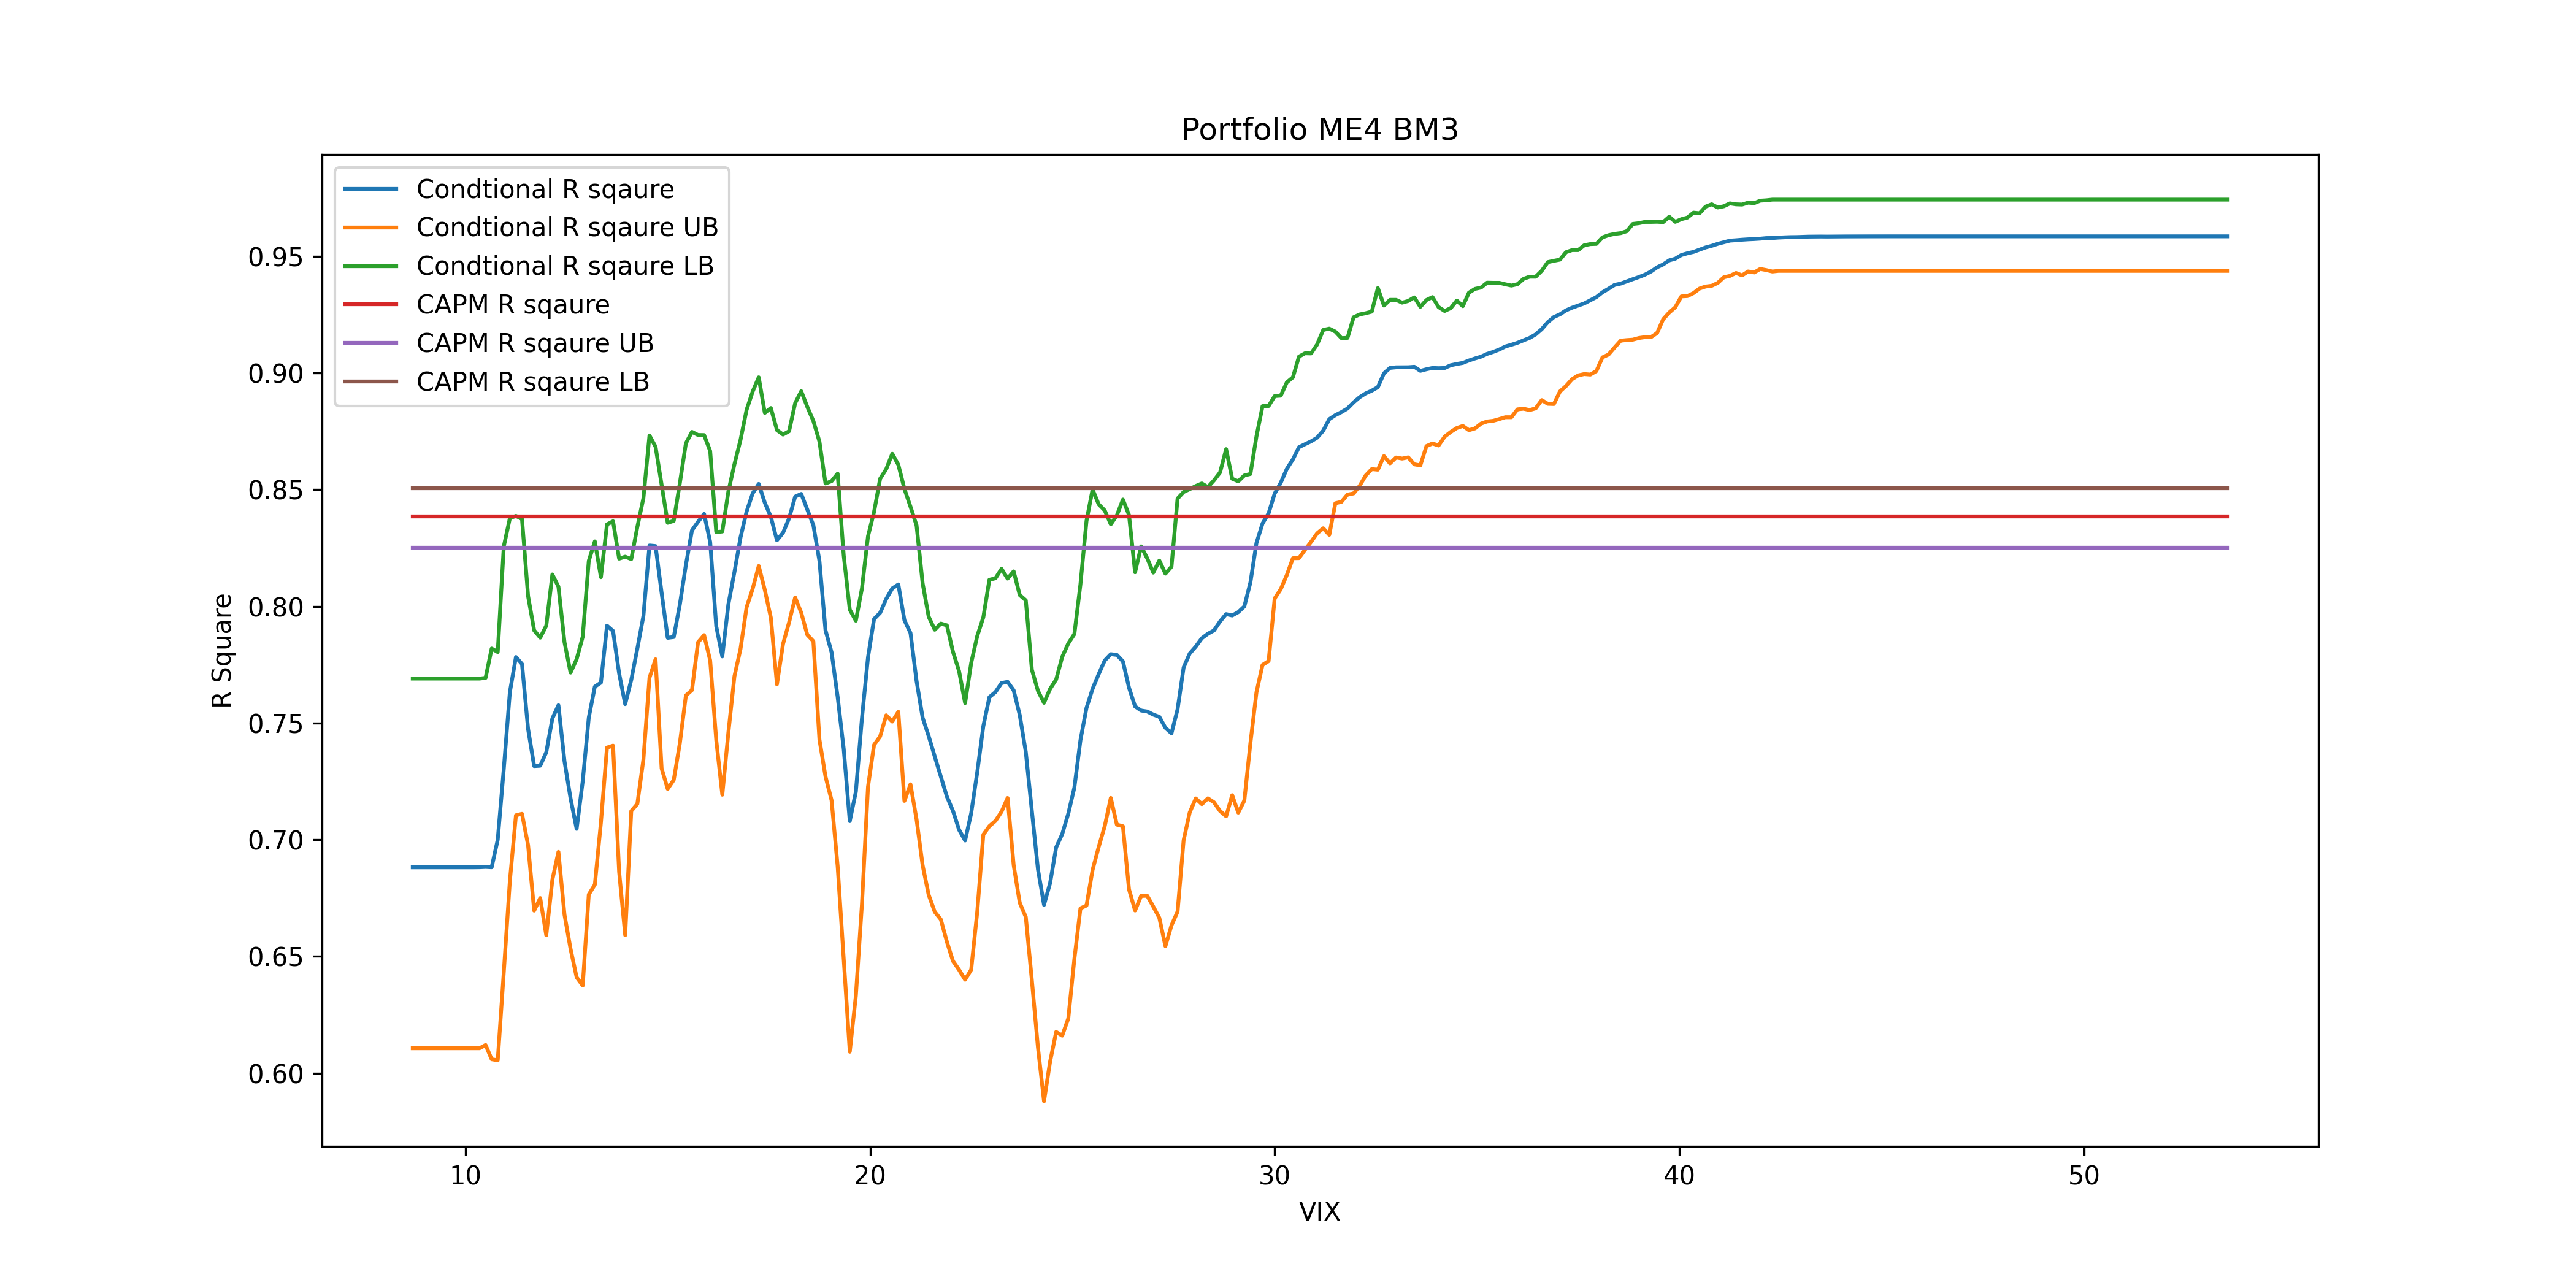 Portfolio ME4 BM3
Condtional R sqaure
Condtional R sqaure UB
Condtional R sqaure LB
CAPM R sqaure
CAPM R sqaure UB
CAPM R sqaure LB
0.95
0.90
0.85
0.80
0.75
0.70
0.65
0.60
R Square
10 20 30 40 50
VIX